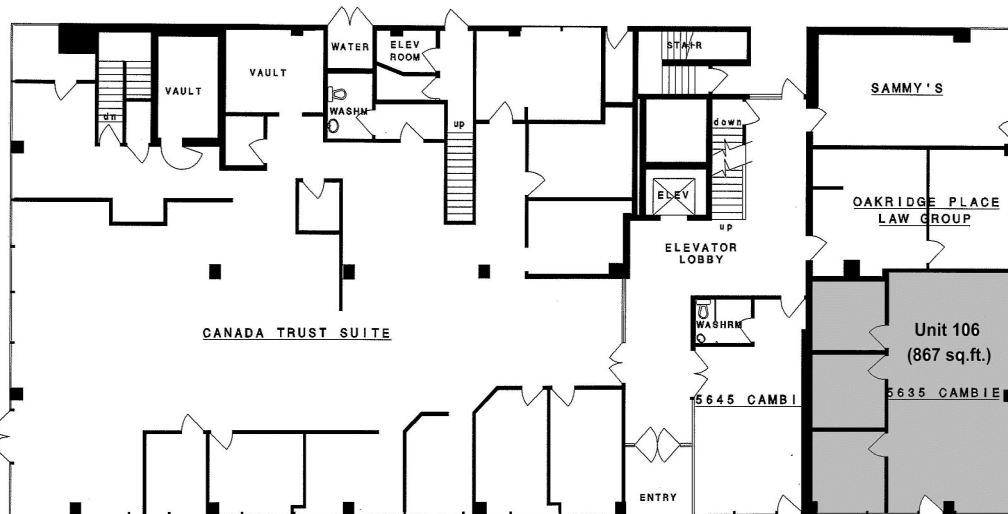 WATER
ELEV
ROOM
STAIR
VAULT
VAULT
SAMMY'S
WASHM
dn
up
down
ELEV
OAKRIDGE PLACE
LAW GROUP
up
ELEVATOR
LOBBY
CANADA TRUST SUITE
WASHRM
Unit 106
(867 sq.ft.)
5645 CAMBI
5635 CAMBIE
ENTRY